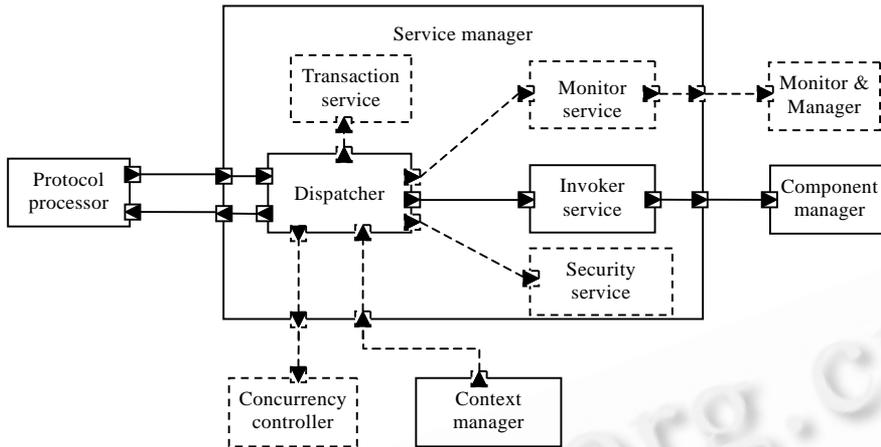 Service manager
Transaction
service
Monitor
service
Monitor &
Manager
Protocol
processor
Dispatcher
Invoker
service
Component
manager
Security
service
Concurrency
controller
Context
manager